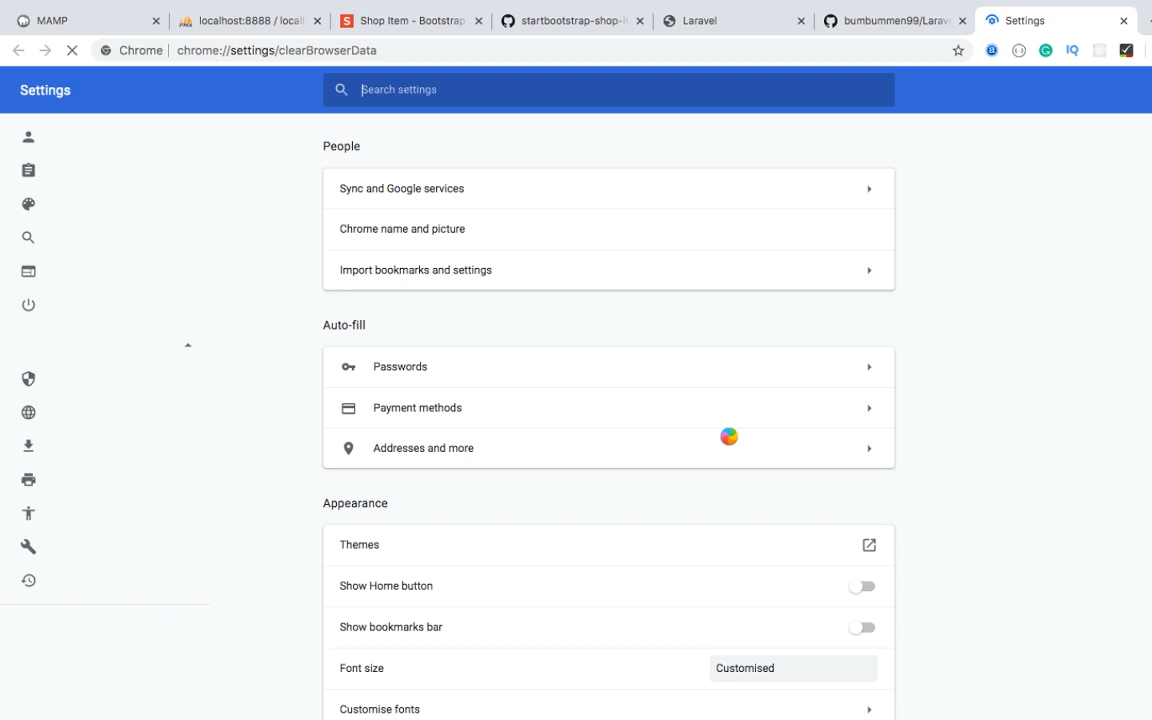 MAMP
localhost:8888 / locali
Shop Item - Bootstrap
startbootstrap-shop-i
Laravel
bumbummen99/Larav
Settings
Chrome
chrome://settings/clearBrowserData
Settings
Search settings
People
Sync and Google services
Chrome name and picture
Import bookmarks and settings
Auto-fill
Passwords
Payment methods
Addresses and more
Appearance
Themes
Show Home button
Show bookmarks bar
Font size
Customised
Customise fonts